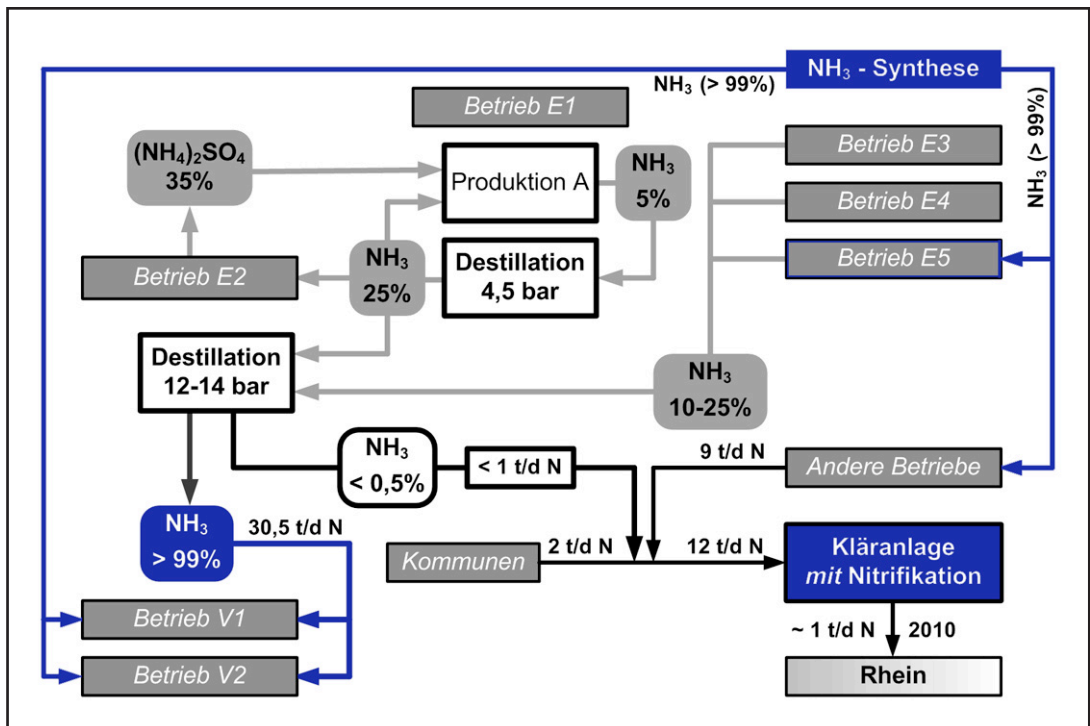 NH₃ - Synthese
NH₃ (> 99%)
NH₃ (> 99%)
Betrieb E1
(NH₄)₂SO₄
35%
Produktion A
NH₃
5%
Betrieb E3
Betrieb E4
Betrieb E5
Betrieb E2
NH₃
25%
Destillation
4,5 bar
Destillation
12-14 bar
NH₃
10-25%
NH₃
< 0,5%
< 1 t/d N
9 t/d N
Andere Betriebe
NH₃
> 99%
30,5 t/d N
Kommunen
2 t/d N
12 t/d N
Kläranlage
mit Nitrifikation
Betrieb V1
~ 1 t/d N
2010
Betrieb V2
Rhein